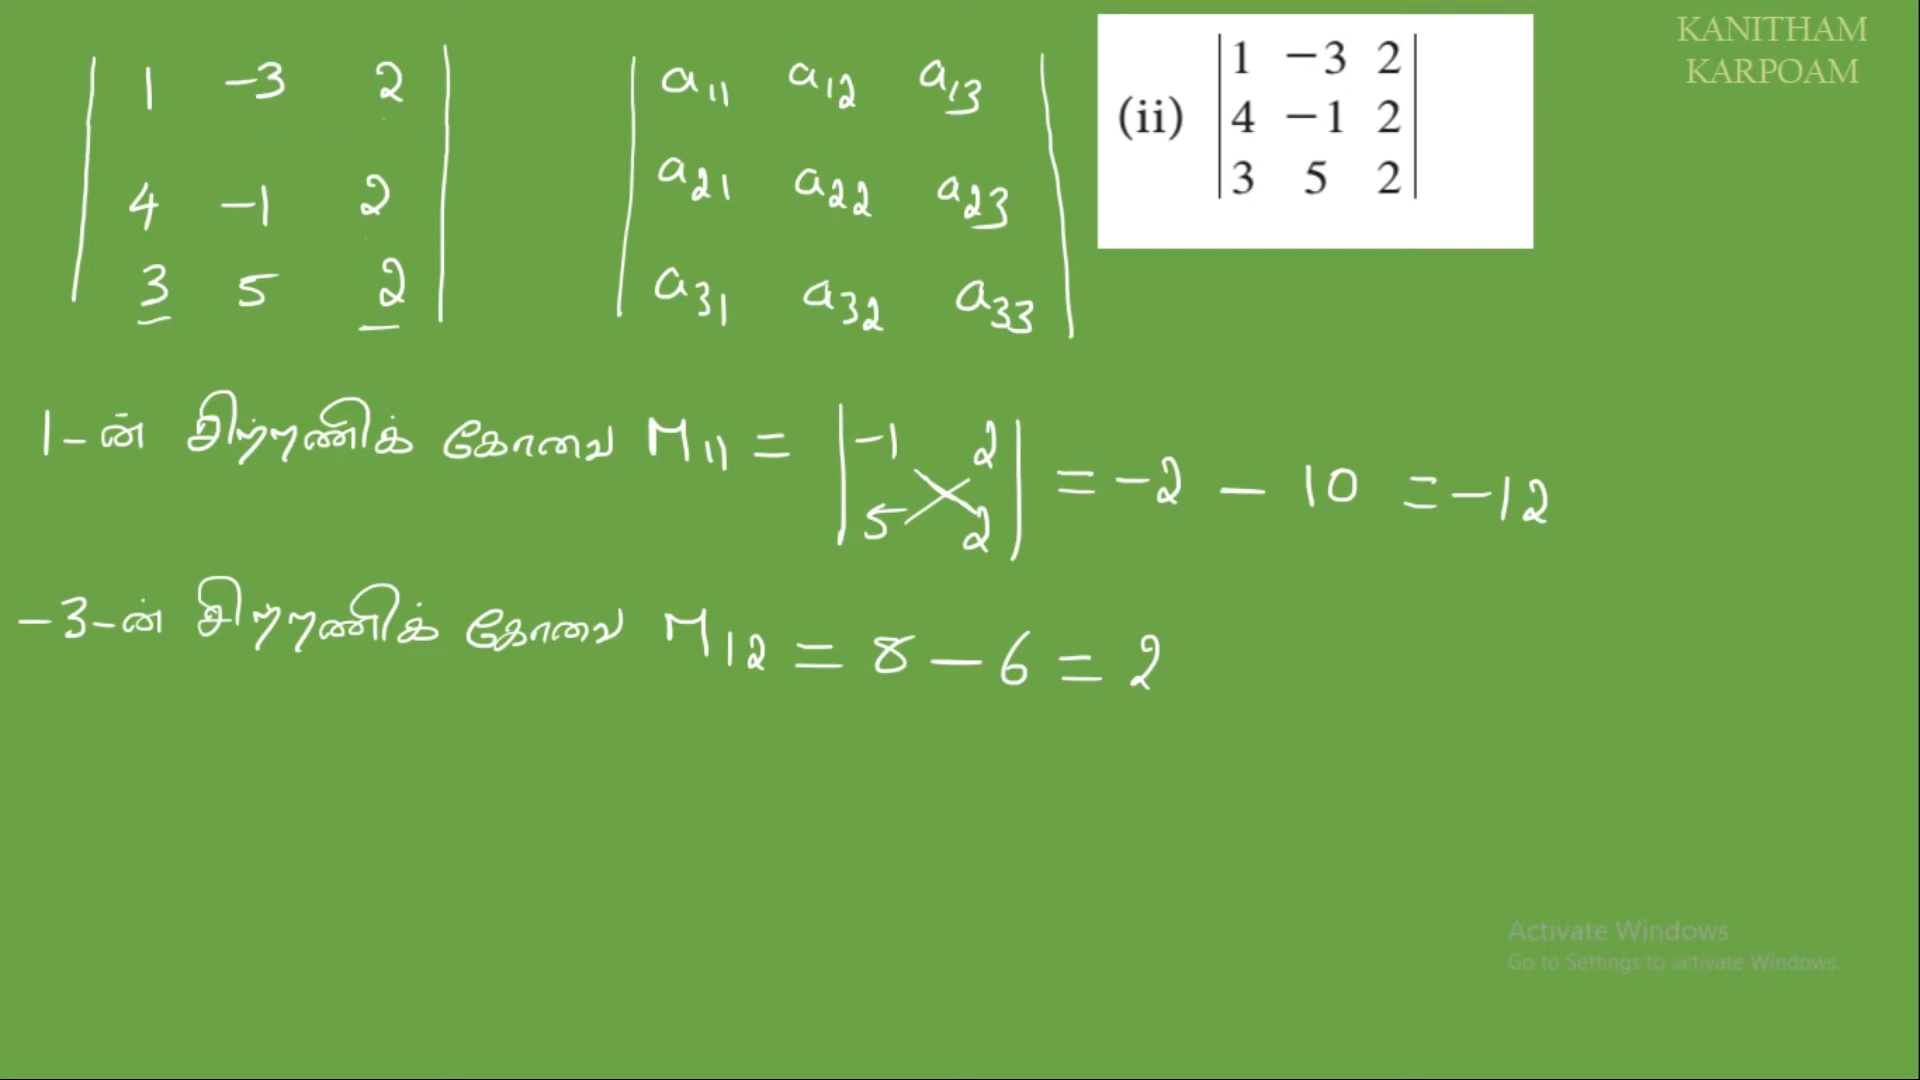 KANITHAM
KARPOAM
1 -3 2
4 -1 2
3 5 2
a11 a12 a13
a21 a22 a23
a31 a32 a33
(ii)
1 −3 2
4 −1 2
3 5 2
1-ன் சிற்றணிக் கோவை M11 = | -1 2 | = -2 - 10 = -12
5 2
-3-ன் சிற்றணிக் கோவை M12 = 8 - 6 = 2
Activate Windows
Go to Settings to activate Windows.